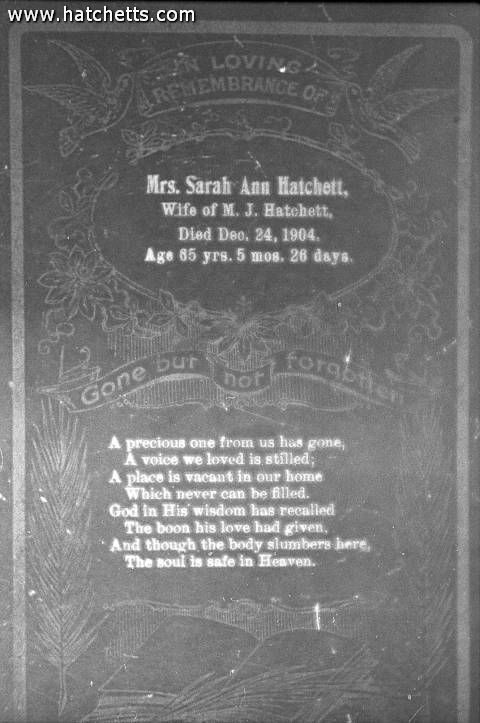 www.hatchetts.com
IN LOVING
REMEMBRANCE OF
Mrs. Sarah Ann Hatchett,
Wife of M. J. Hatchett,
Died Dec. 24, 1904.
Age 65 yrs. 5 mos. 26 days.
Gone but not forgotten
A precious one from us has gone,
A voice we loved is stilled;
A place is vacant in our home
Which never can be filled.
God in His wisdom has recalled
The boon his love had given,
And though the body slumbers here,
The soul is safe in Heaven.